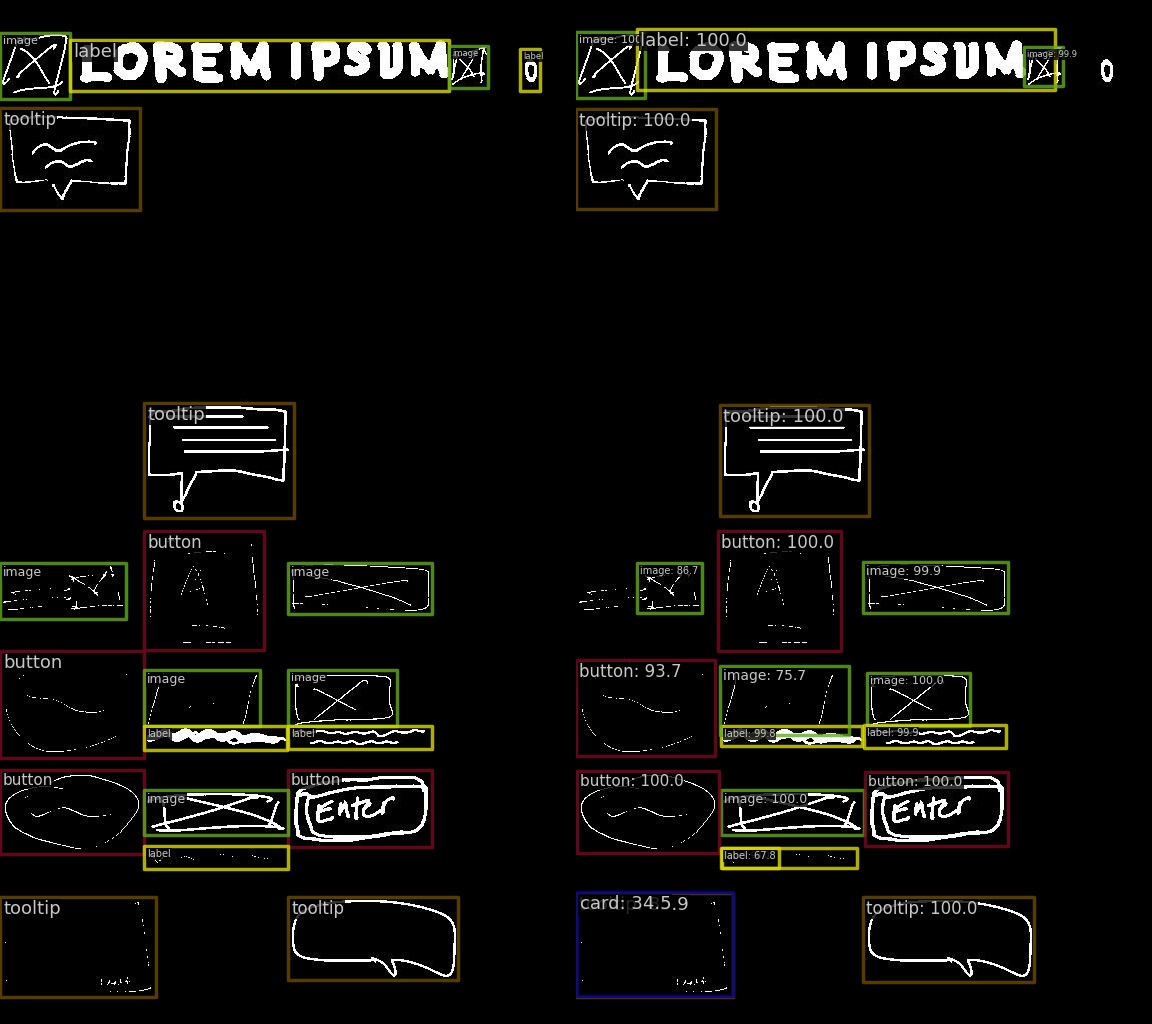 image label LOREM IPSUM image label 0
tooltip
tooltip
button
A
image image
button
image image
label label
button button
image Enter
label
tooltip tooltip
image: 100 label: 100.0 LOREM IPSUM image: 99.9 0
tooltip: 100.0
tooltip: 100.0
button: 100.0
A
image: 86.7 image: 99.9
button: 93.7 image: 75.7 image: 100.0
label: 99.8 label: 99.9
button: 100.0 button: 100.0
image: 100.0 Enter
label: 67.8
card: tooltip: 100.0